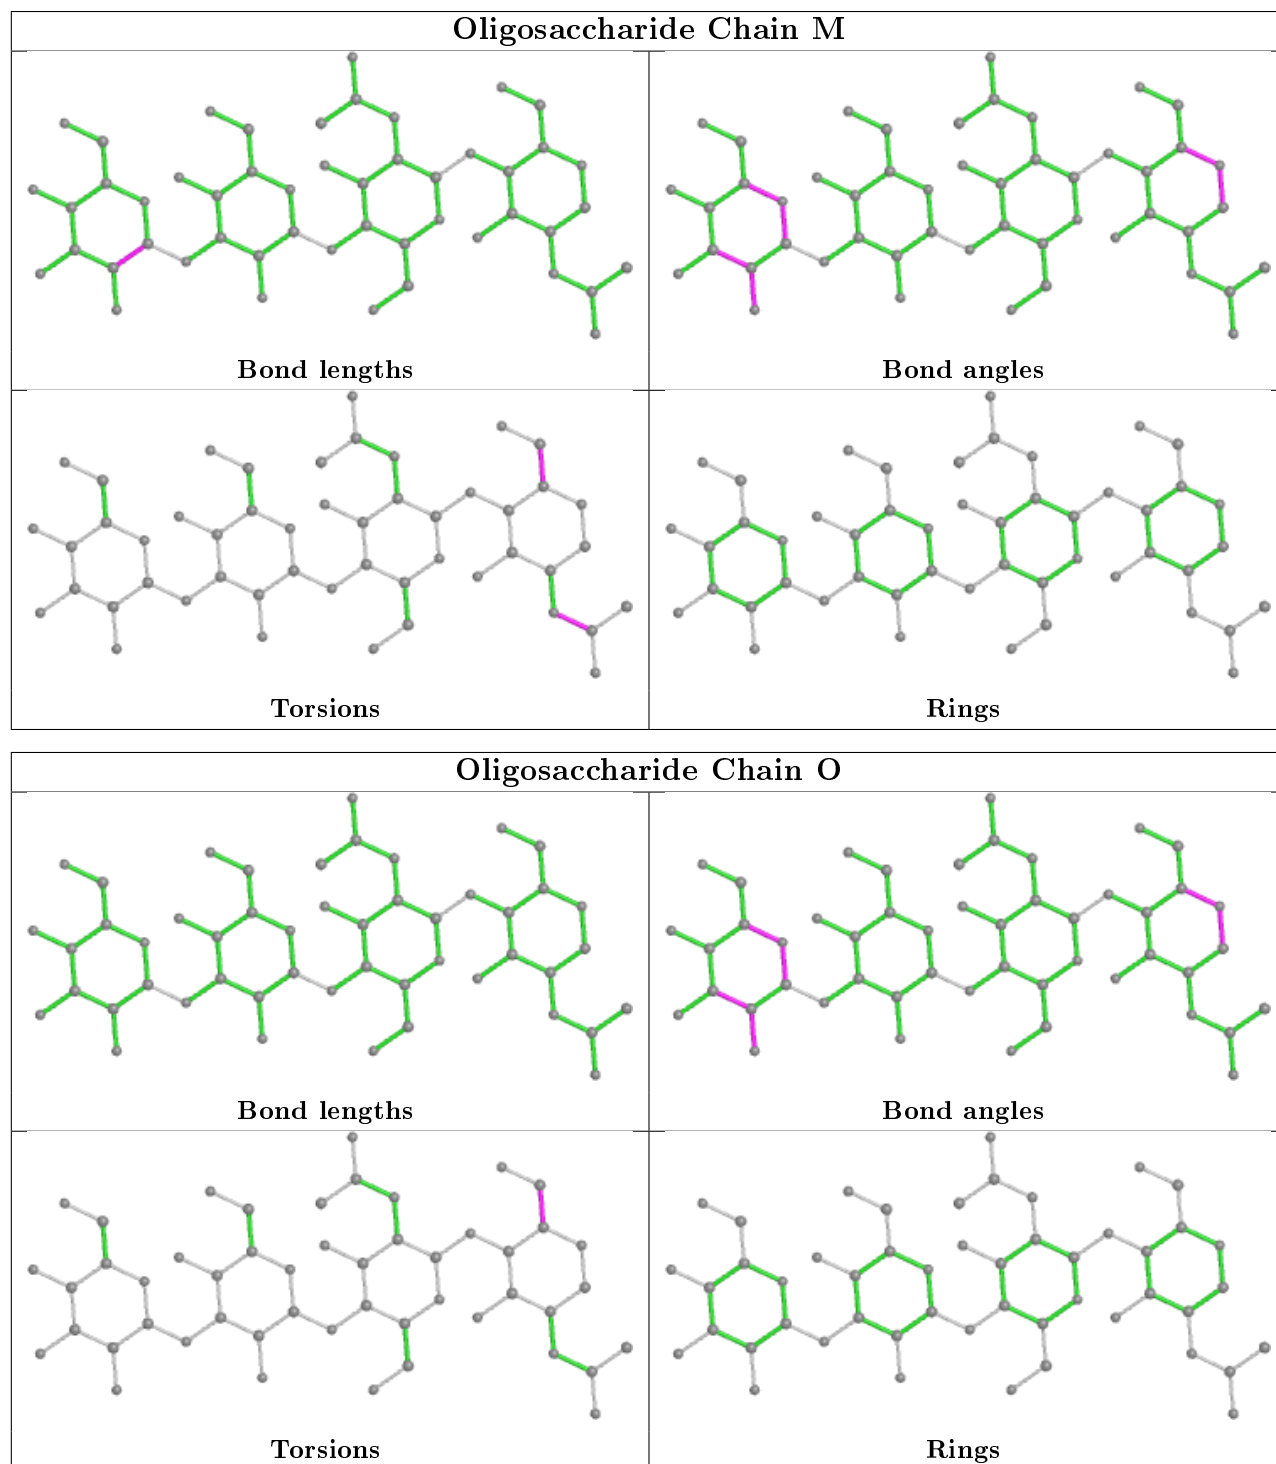 Oligosaccharide Chain M
Bond lengths
Bond angles
Torsions
Rings
Oligosaccharide Chain O
Bond lengths
Bond angles
Torsions
Rings